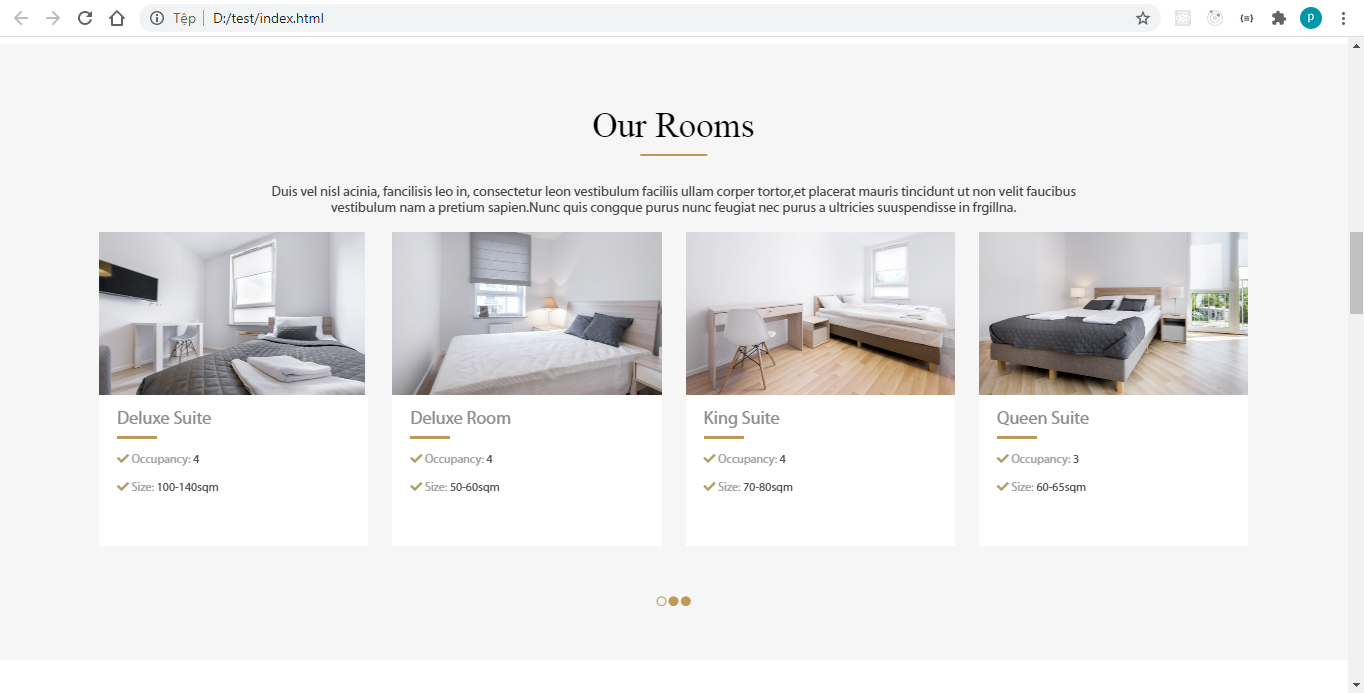 Tệp
D:/test/index.html
p
Our Rooms
Duis vel nisl acinia, fancilisis leo in, consectetur leon vestibulum faciliis ullam corper tortor,et placerat mauris tincidunt ut non velit faucibus
vestibulum nam a pretium sapien.Nunc quis congque purus nunc feugiat nec purus a ultricies suuspendisse in frgillna.
Deluxe Suite
Occupancy: 4
Size: 100-140sqm
Deluxe Room
Occupancy: 4
Size: 50-60sqm
King Suite
Occupancy: 4
Size: 70-80sqm
Queen Suite
Occupancy: 3
Size: 60-65sqm